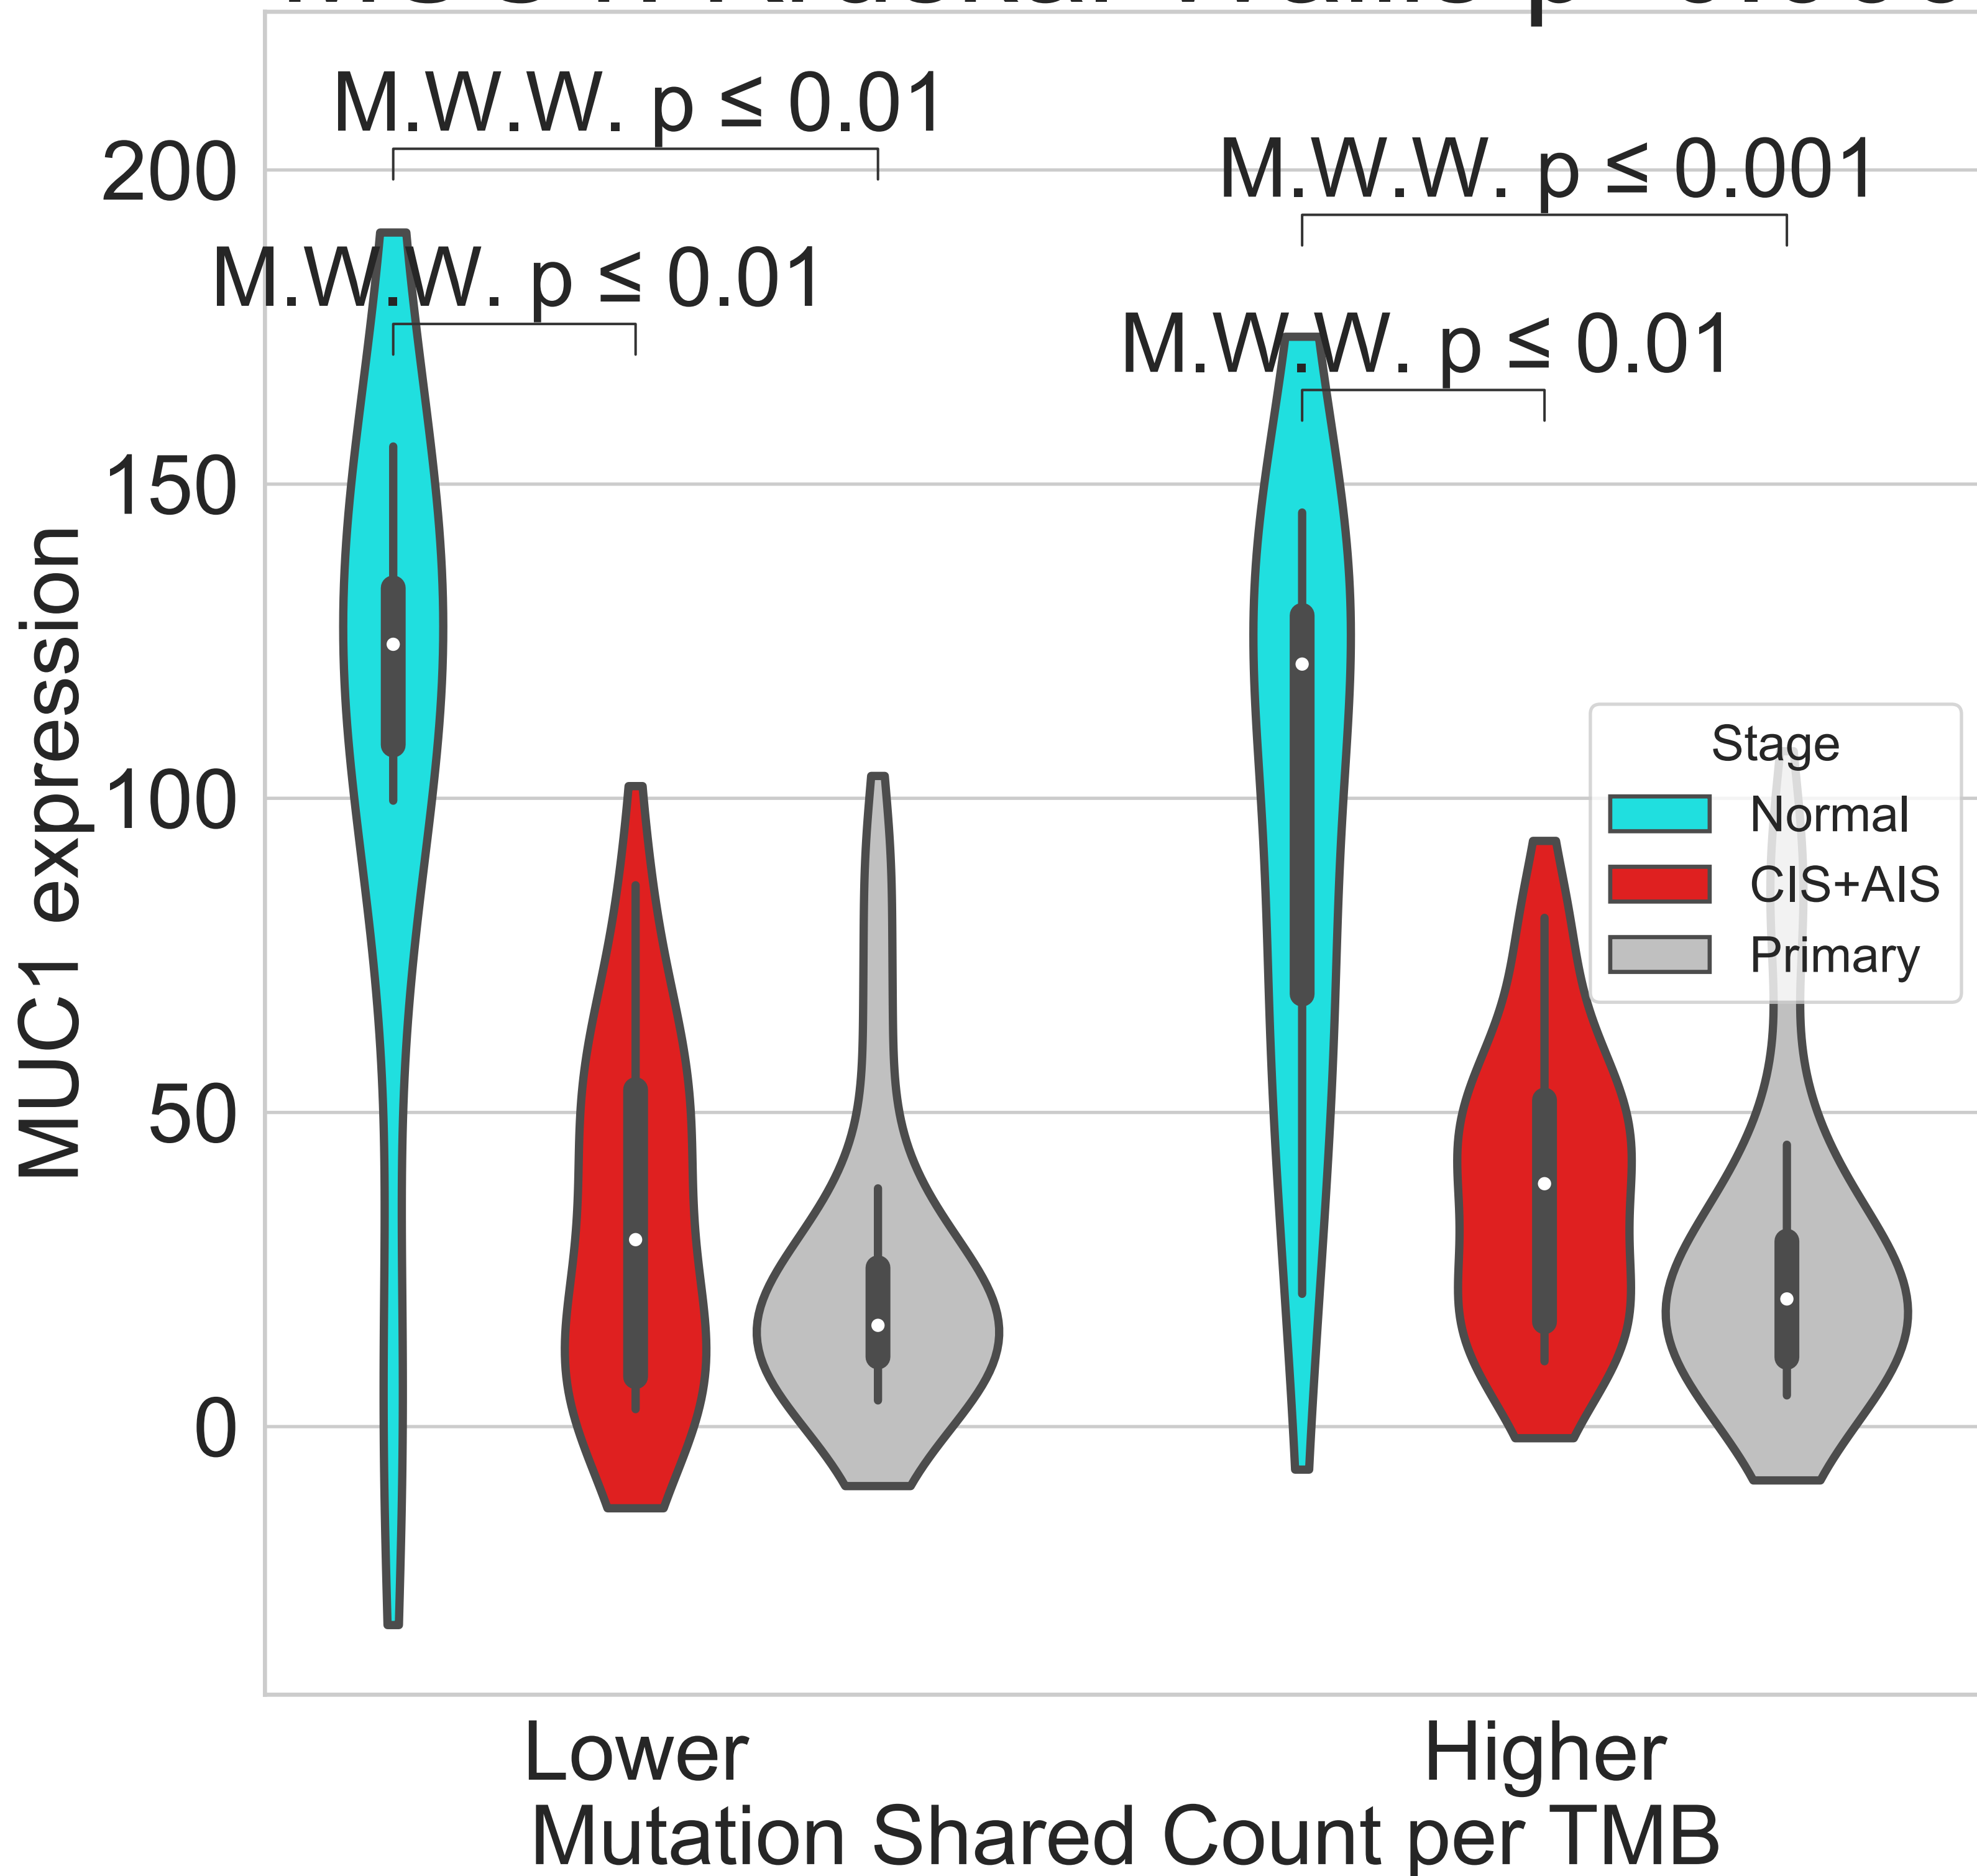 M.W.W. p ≤ 0.01
M.W.W. p ≤ 0.001
M.W.W. p ≤ 0.01
M.W.W. p ≤ 0.01
200
150
100
50
0
MUC1 expression
Stage
Normal
CIS+AIS
Primary
Lower
Higher
Mutation Shared Count per TMB